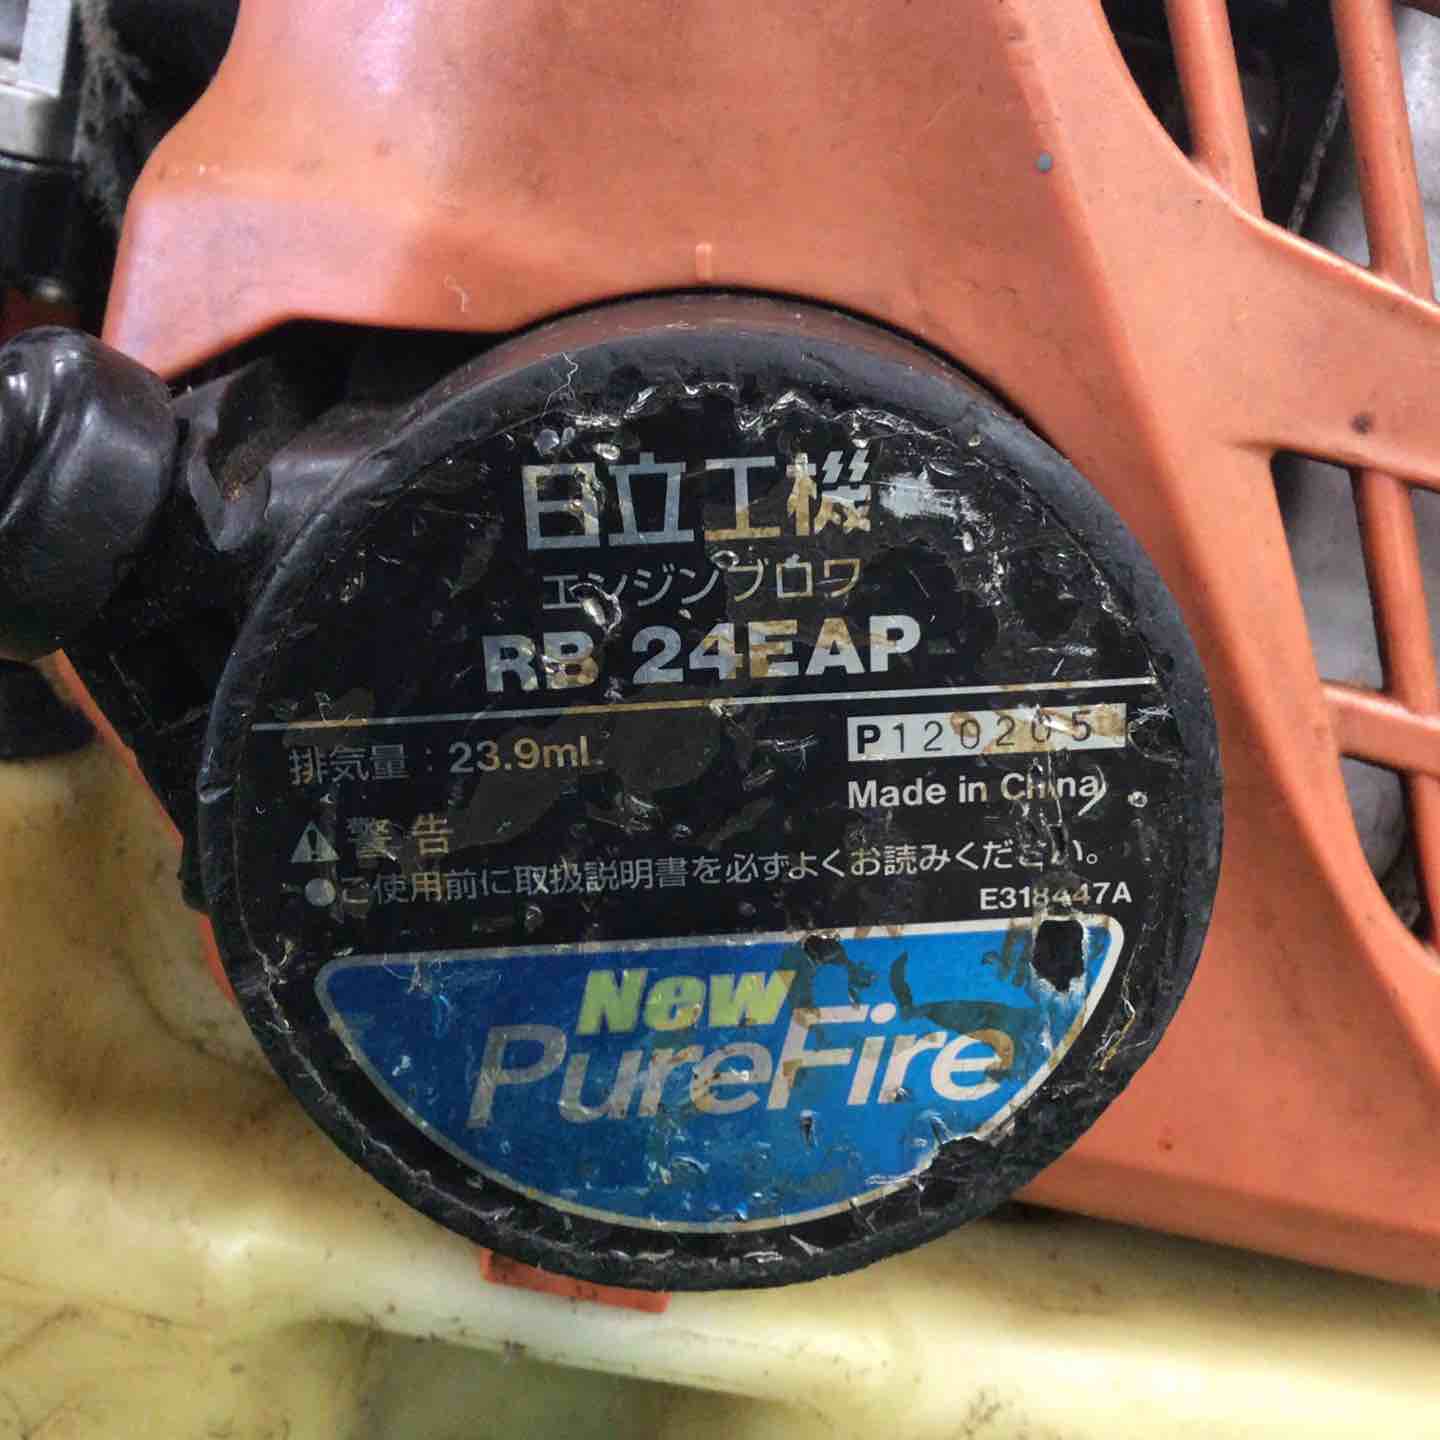 日立工機
エンジンブロワ
RB 24EAP
排気量:23.9ml
P120205
Made in China
⚠警告
●ご使用前に取扱説明書を必ずよくお読みください。
E318447A
New
PureFire